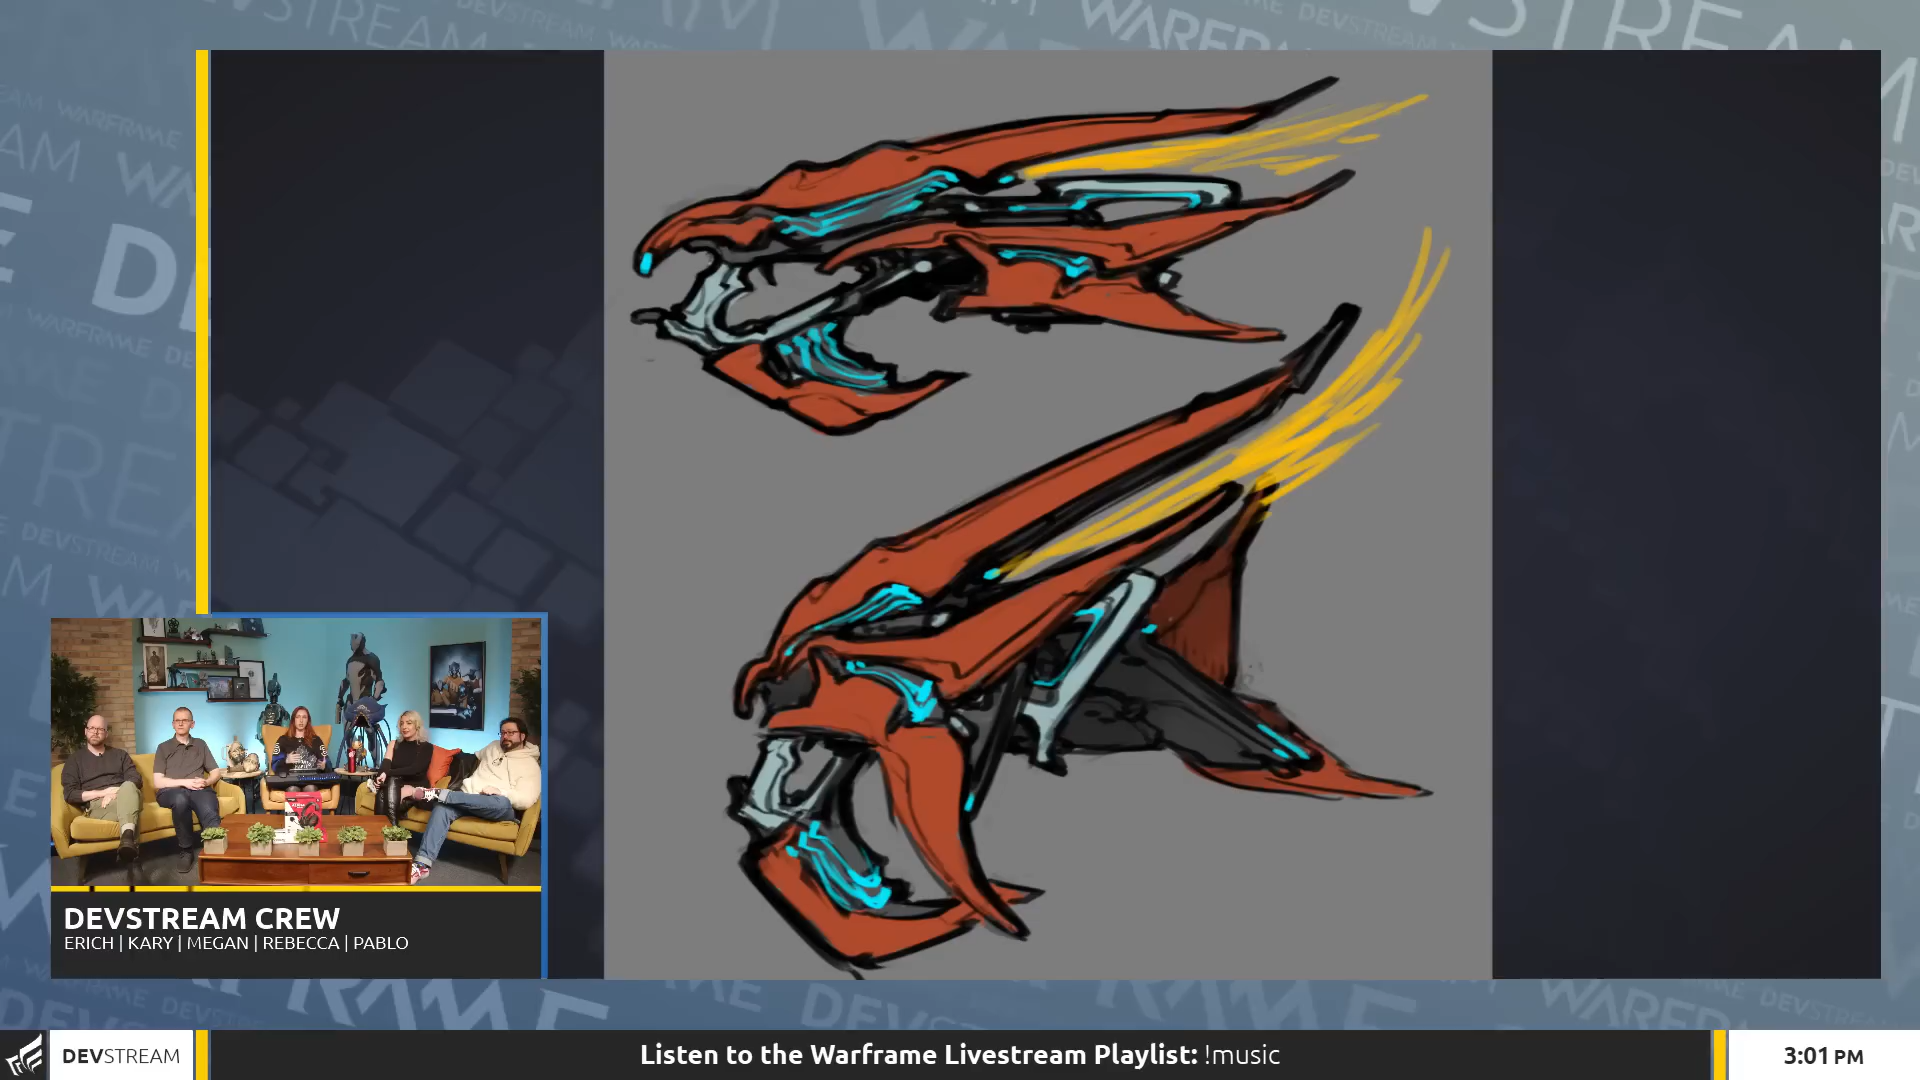 DEVSTREAM CREW
ERICH | KARY | MEGAN | REBECCA | PABLO
DEVSTREAM
Listen to the Warframe Livestream Playlist: !music
3:01 PM